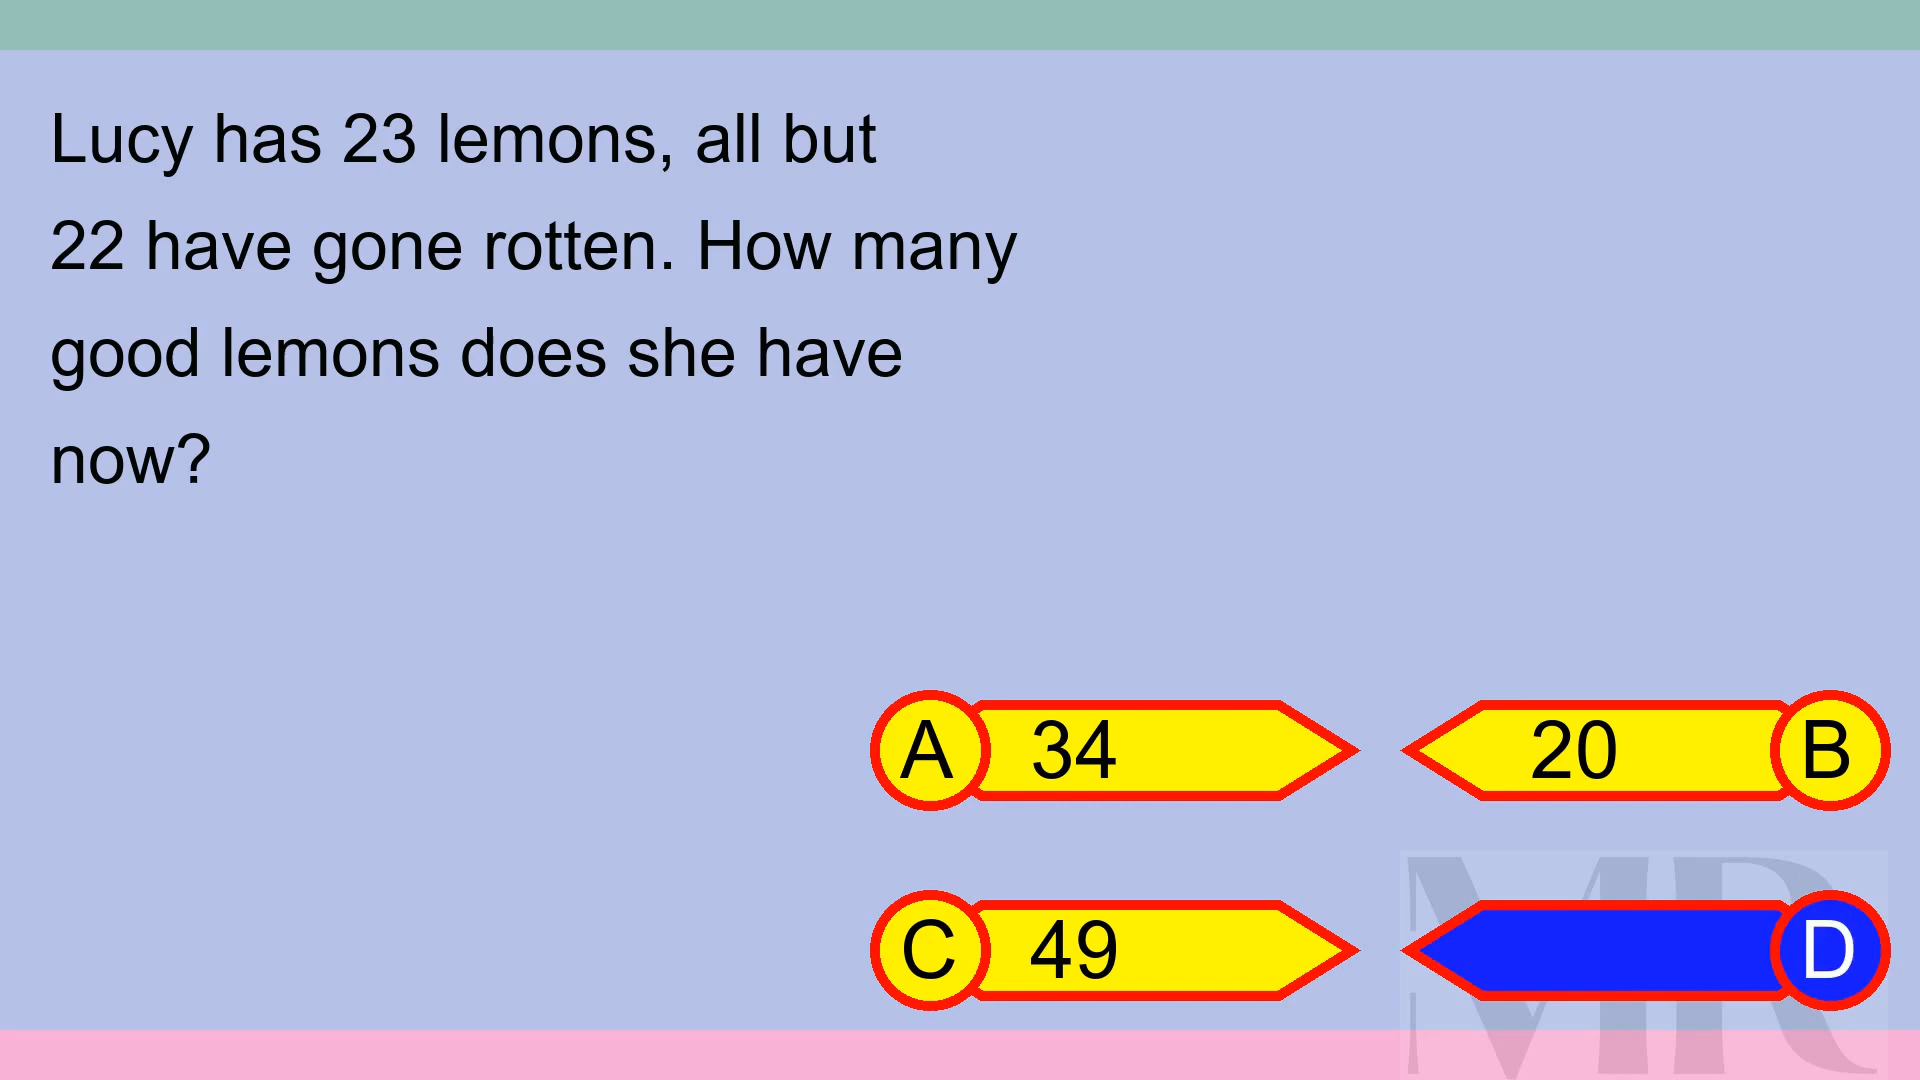 Lucy has 23 lemons, all but
22 have gone rotten. How many
good lemons does she have
now?
A 34
20 B
C 49
D
MR